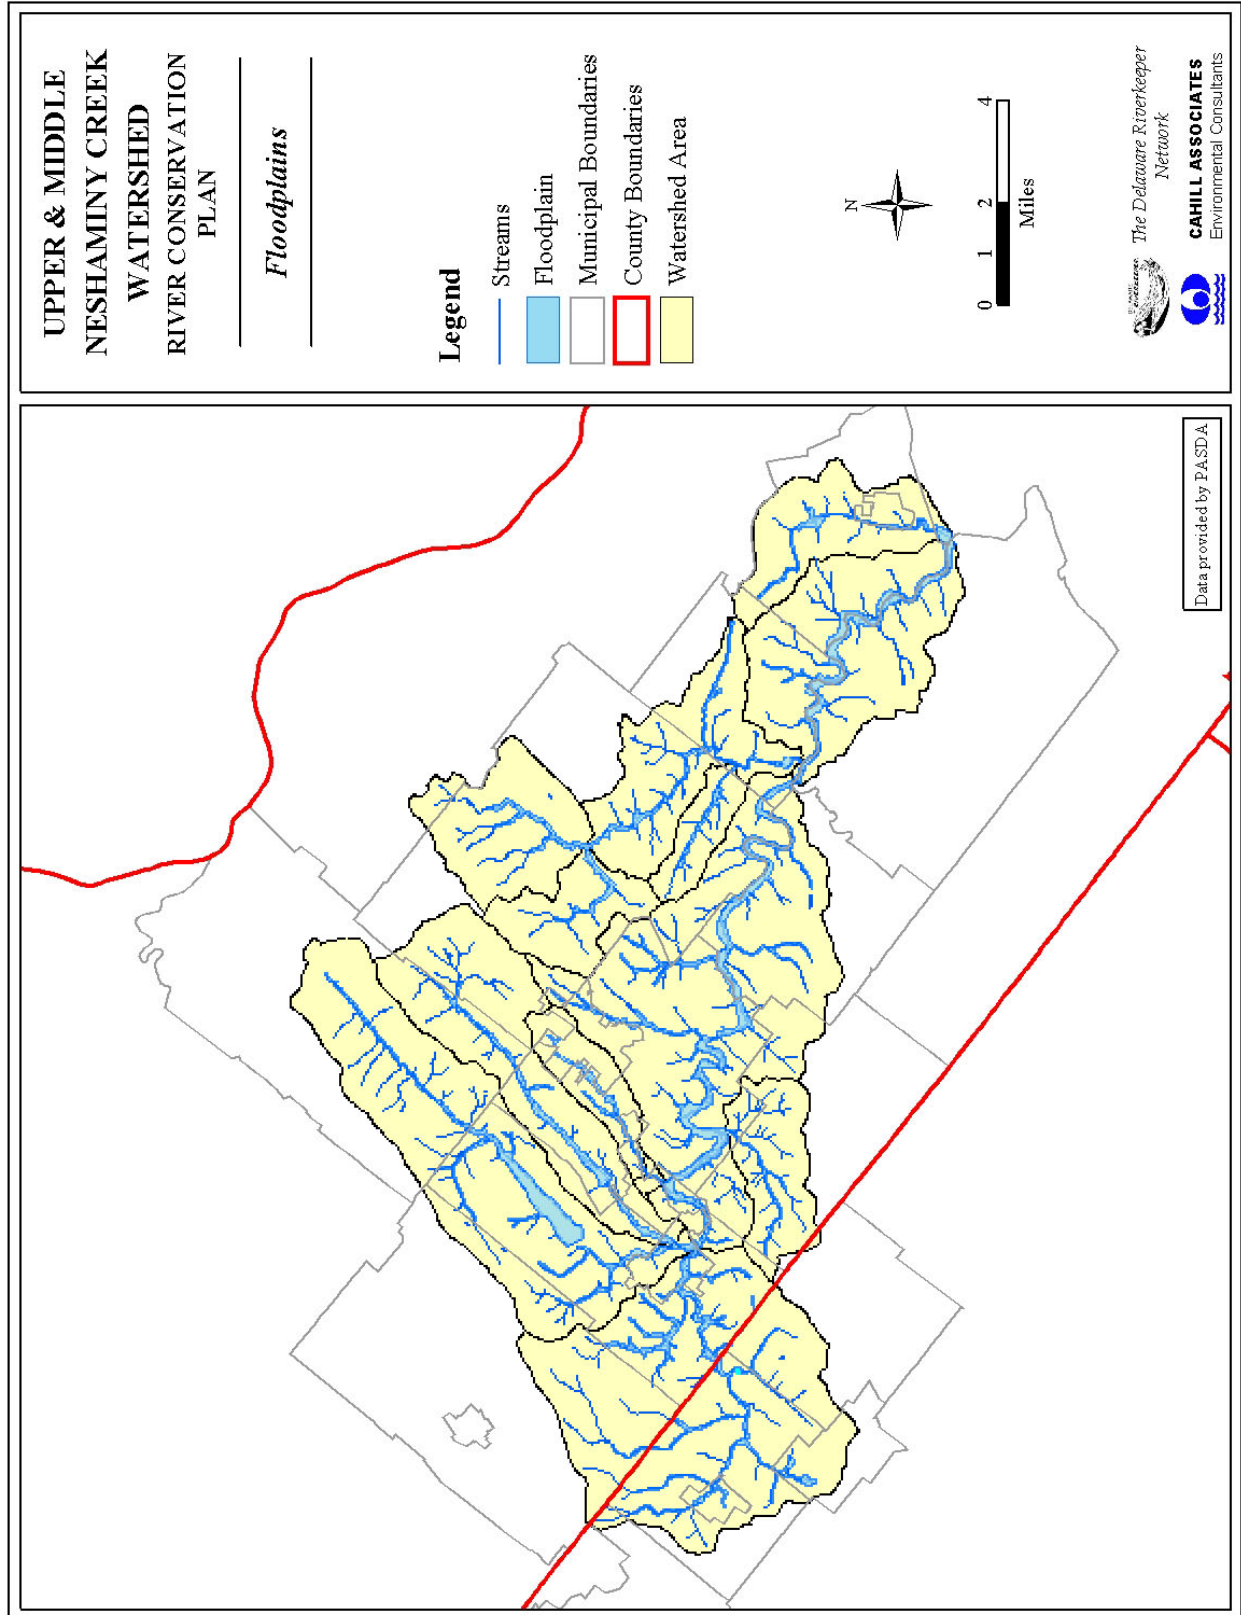 UPPER & MIDDLE
NESHAMINY CREEK
WATERSHED
RIVER CONSERVATION
PLAN
Floodplains
Legend
Streams
Floodplain
Municipal Boundaries
County Boundaries
Watershed Area
N
0 1 2 4
Miles
The Delaware Riverkeeper
Network
CAHILL ASSOCIATES
Environmental Consultants
Data provided by PASDA